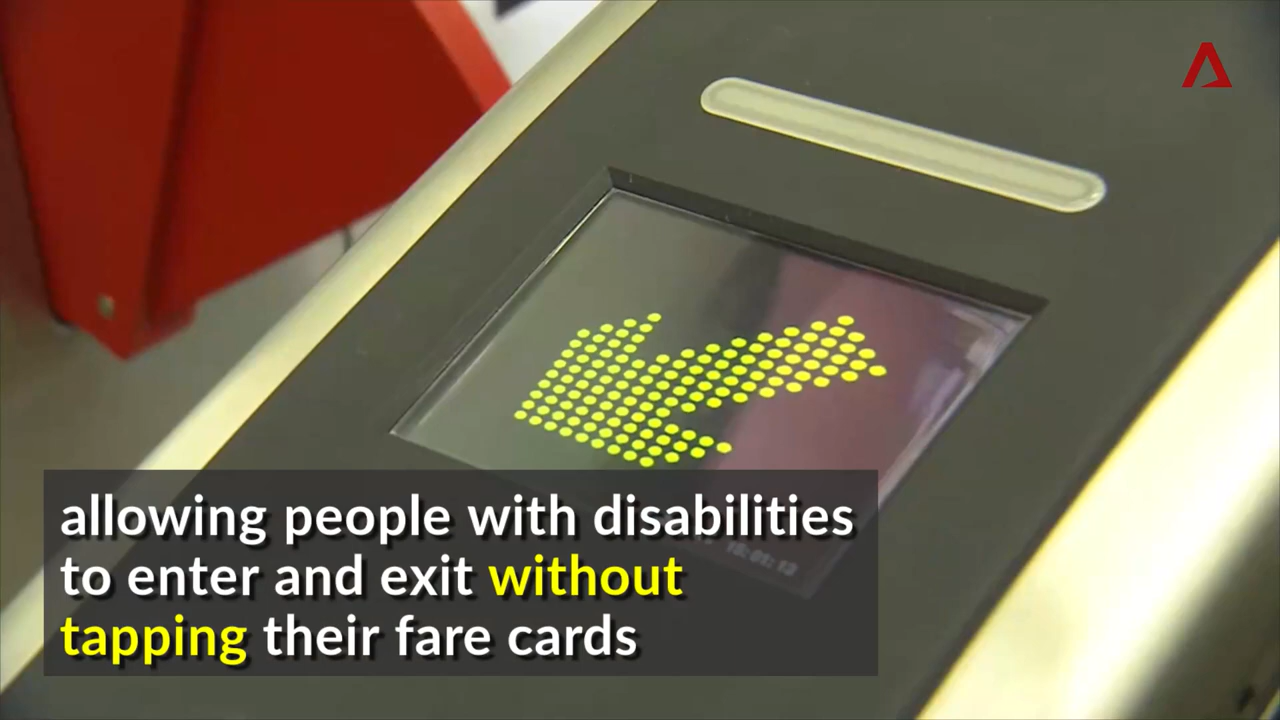 allowing people with disabilities
to enter and exit without
tapping their fare cards